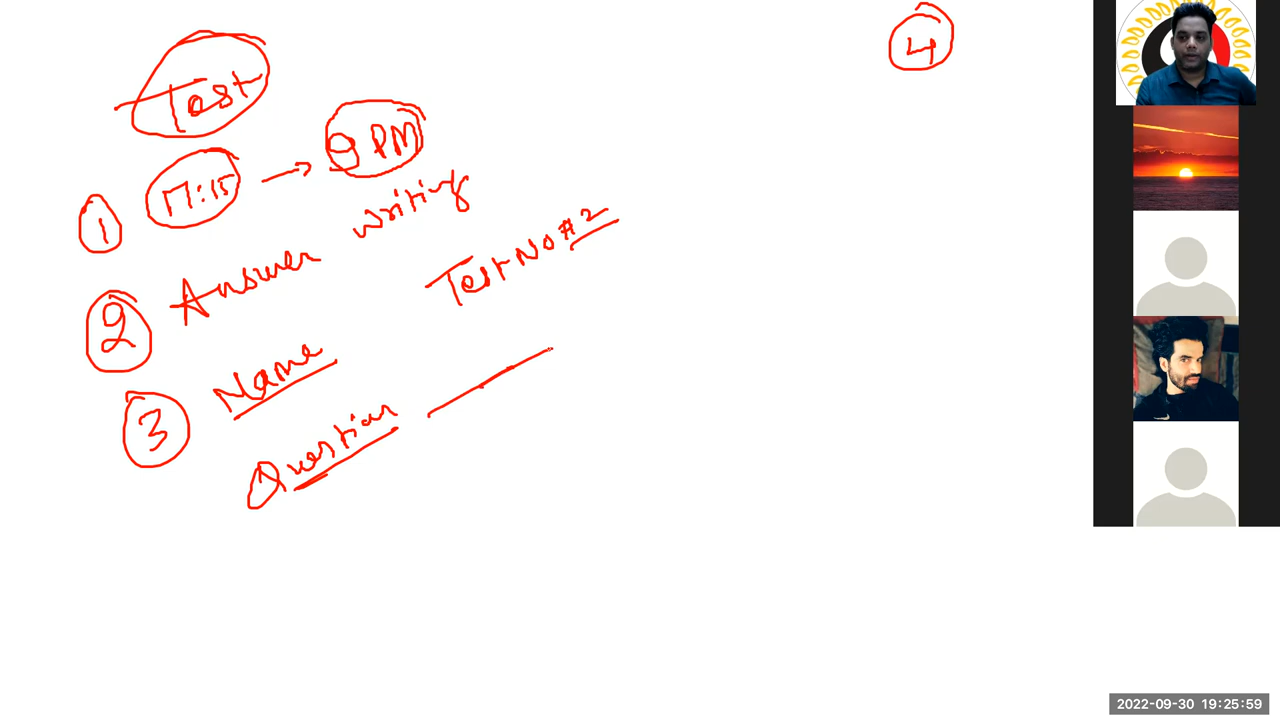 Test
4
1 17:15 → 9 PM
2 Answer writing
Test No # 2
3 Name
Question
2022-09-30 19:25:59